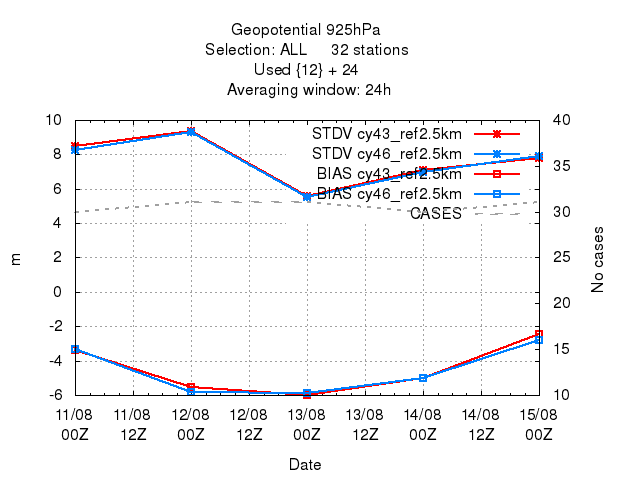 Geopotential 925hPa
Selection: ALL 32 stations
Used {12} + 24
Averaging window: 24h
10 40
STDV cy43_ref2.5km
8 STDV cy46_ref2.5km 35
BIAS cy43_ref2.5km
6 BIAS cy46_ref2.5km
CASES 30
4
2 25
m No cases
0 20
-2
15
-4
-6 10
11/08 11/08 12/08 12/08 13/08 13/08 14/08 14/08 15/08
00Z 12Z 00Z 12Z 00Z 12Z 00Z 12Z 00Z
Date